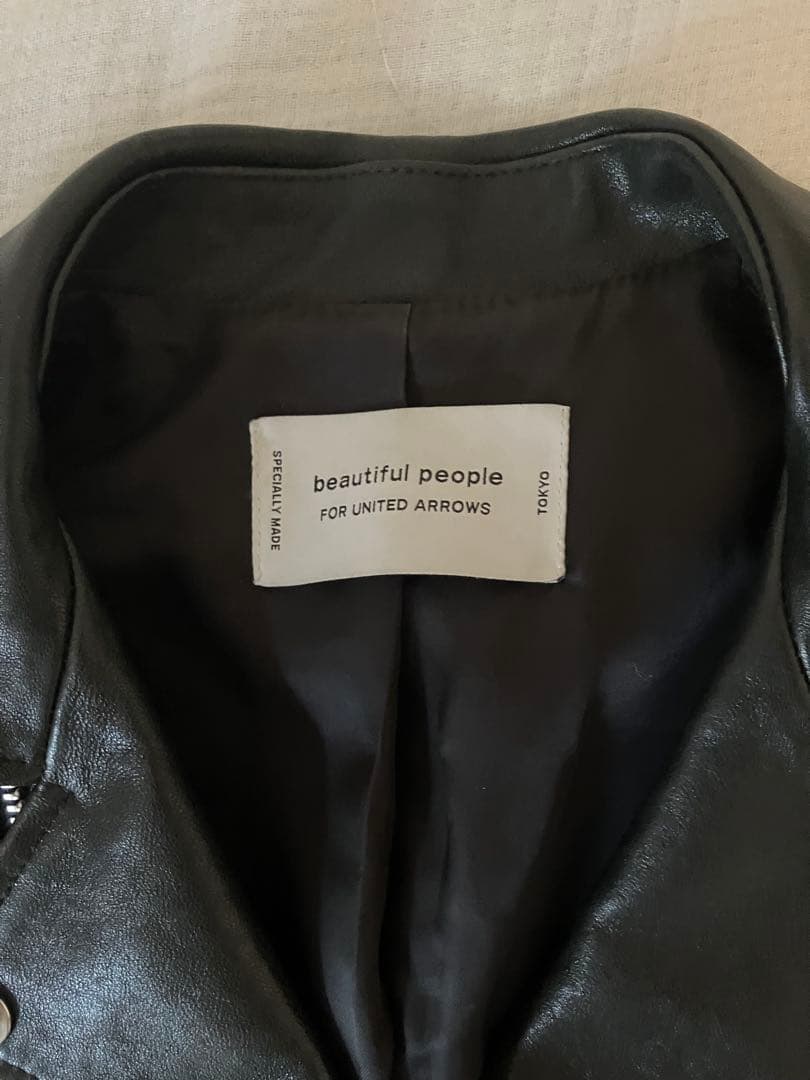 SPECIALLY MADE
beautiful people
FOR UNITED ARROWS
TOKYO